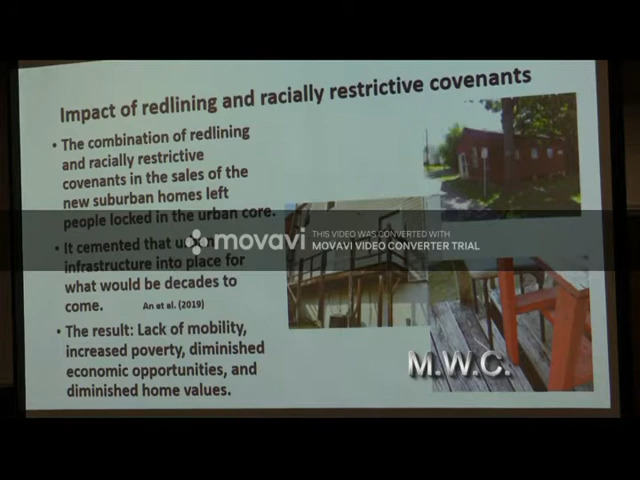 Impact of redlining and racially restrictive covenants
• The combination of redlining
and racially restrictive
covenants in the sales of the
new suburban homes left
people locked in the urban core.
• It cemented that
infrastructure into place for
what would be decades to
come. An et al. (2019)
• The result: Lack of mobility,
increased poverty, diminished
economic opportunities, and
diminished home values.
movavi
THIS VIDEO WAS CONVERTED WITH
MOVAVI VIDEO CONVERTER TRIAL
M.W.C.